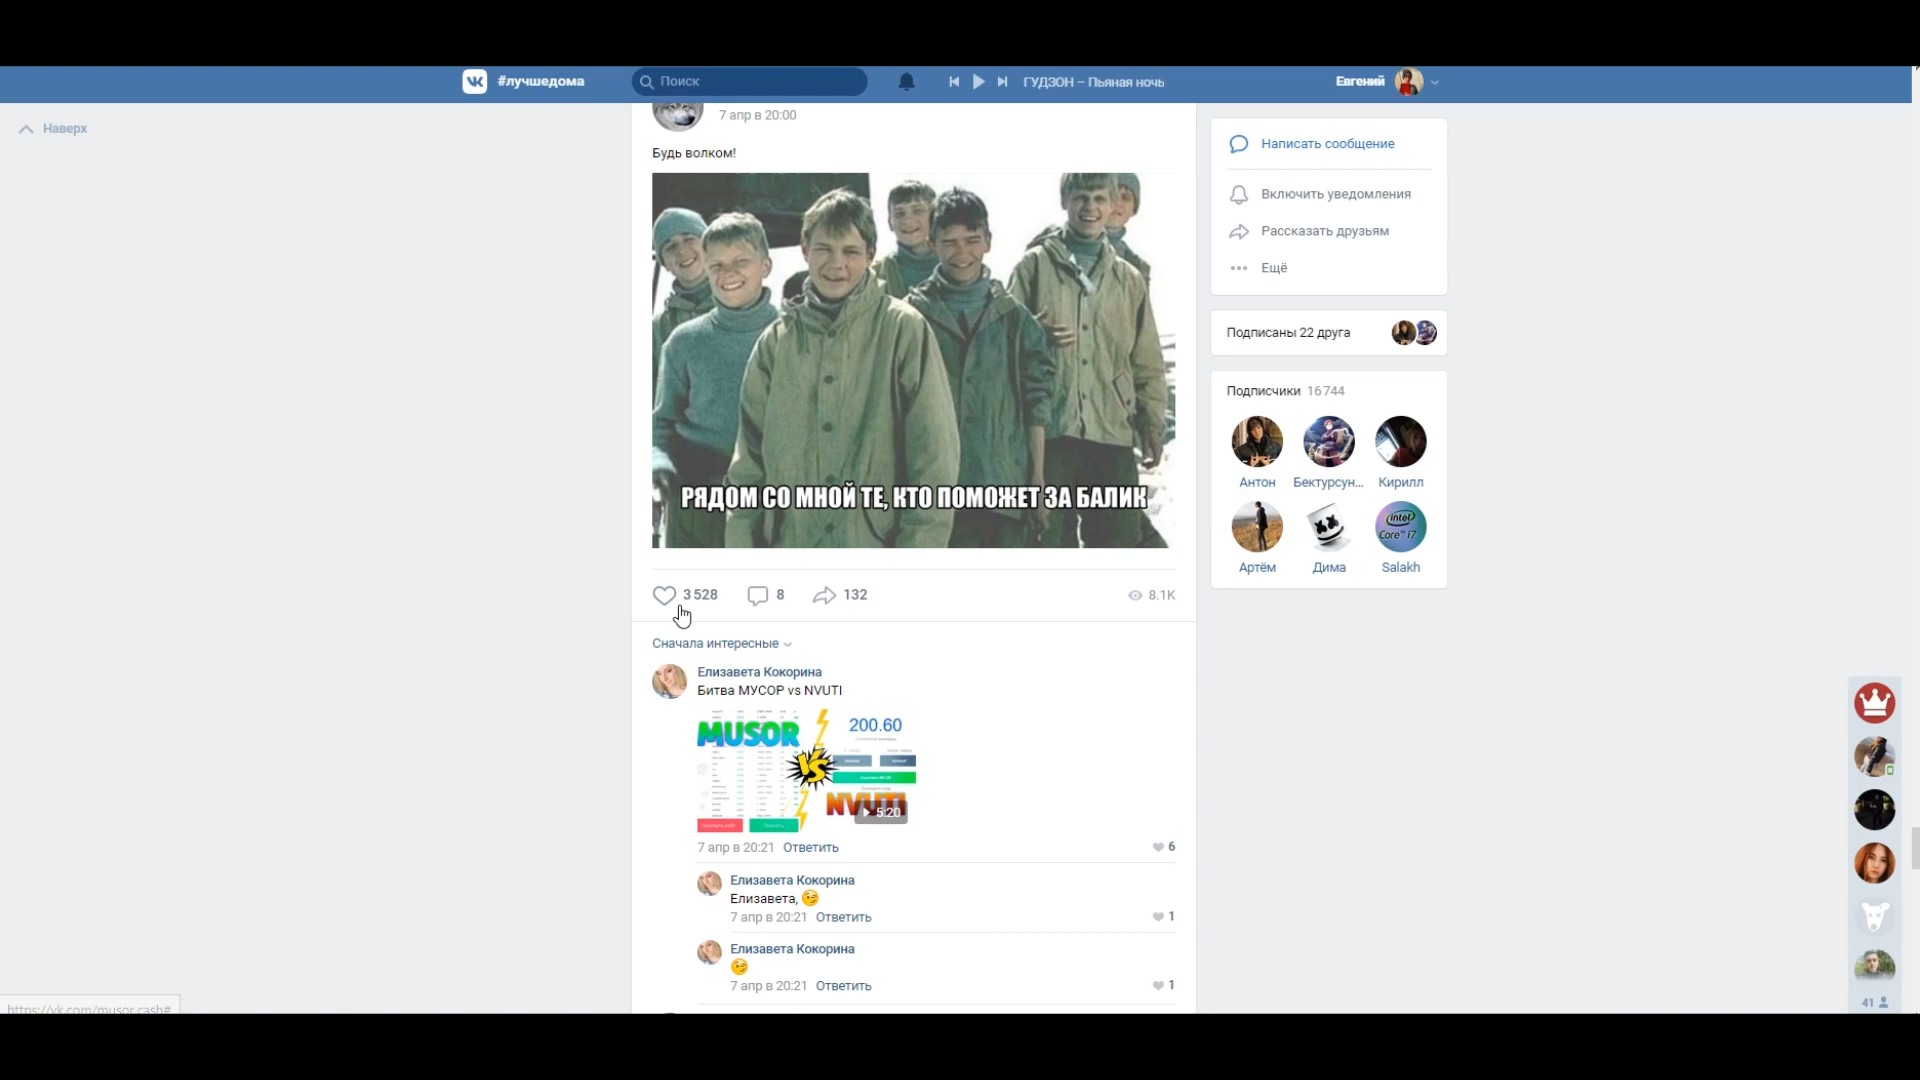 #лучшедома
Поиск
ГУДЗОН – Пьяная ночь
Евгений
Наверх
7 апр в 20:00
Будь волком!
РЯДОМ СО МНОЙ ТЕ, КТО ПОМОЖЕТ ЗА БАЛИК
3 528
8
132
8.1K
Сначала интересные
Елизавета Кокорина
Битва МУСОР vs NVUTI
MUSOR
VS
200.60
NVUTI
5:20
7 апр в 20:21 Ответить
6
Елизавета Кокорина
Елизавета, 😏
7 апр в 20:21 Ответить
1
Елизавета Кокорина
😏
7 апр в 20:21 Ответить
1
Написать сообщение
Включить уведомления
Рассказать друзьям
Ещё
Подписаны 22 друга
Подписчики 16 744
Антон
Бектурсун...
Кирилл
intel
Core i7
Артём
Дима
Salakh
41
https://vk.com/musor.cash#